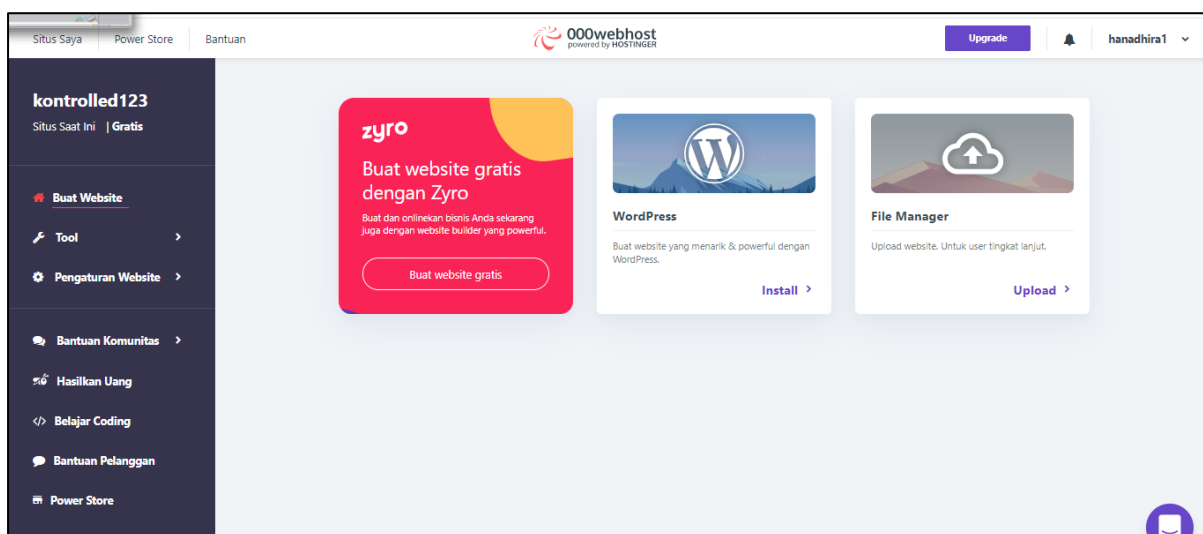 Situs Saya
Power Store
Bantuan
000webhost
powered by HOSTINGER
Upgrade
hanadhira1
kontrolled123
Situs Saat Ini | Gratis
Buat Website
Tool
Pengaturan Website
Bantuan Komunitas
Hasilkan Uang
Belajar Coding
Bantuan Pelanggan
Power Store
zyro
Buat website gratis
dengan Zyro
Buat dan onlinekan bisnis Anda sekarang
juga dengan website builder yang powerful.
Buat website gratis
WordPress
Buat website yang menarik & powerful dengan
WordPress.
Install
File Manager
Upload website. Untuk user tingkat lanjut.
Upload